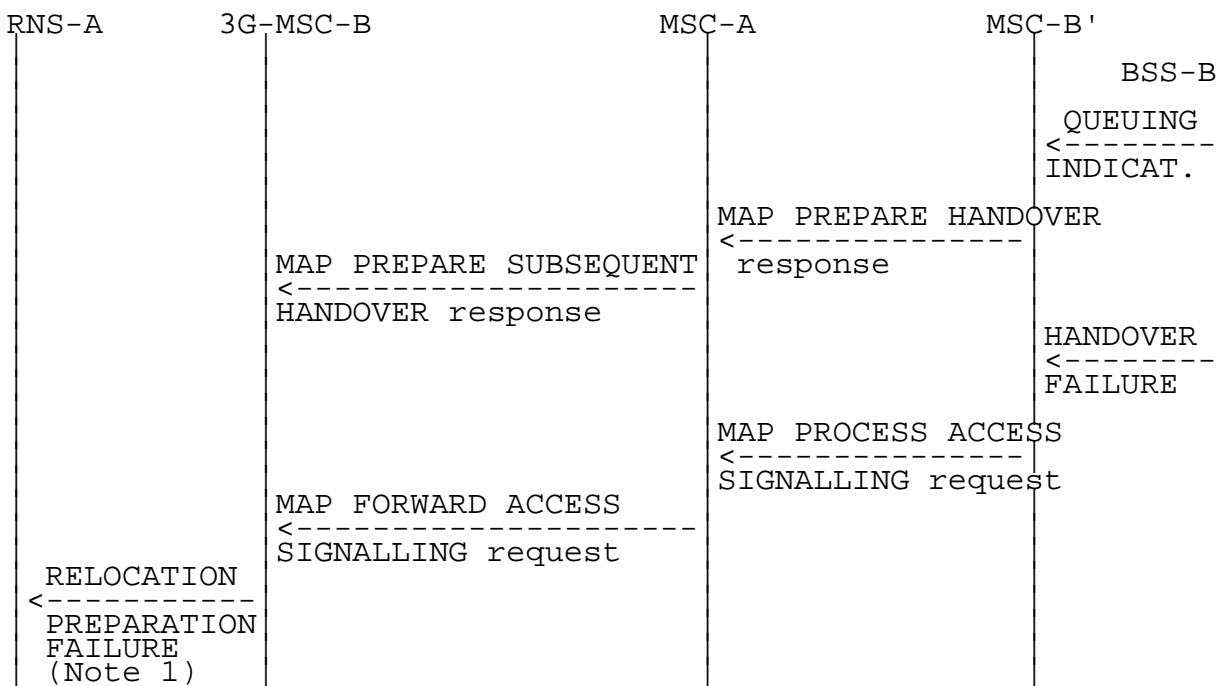 RNS-A 3G-MSC-B MSC-A MSC-B'
BSS-B
QUEUING
<--------
INDICAT.
MAP PREPARE HANDOVER
<---------------
MAP PREPARE SUBSEQUENT response
<---------------------
HANDOVER response
HANDOVER
<--------
FAILURE
MAP PROCESS ACCESS
<---------------
SIGNALLING request
MAP FORWARD ACCESS
<---------------------
SIGNALLING request
RELOCATION
<-----------
PREPARATION
FAILURE
(Note 1)